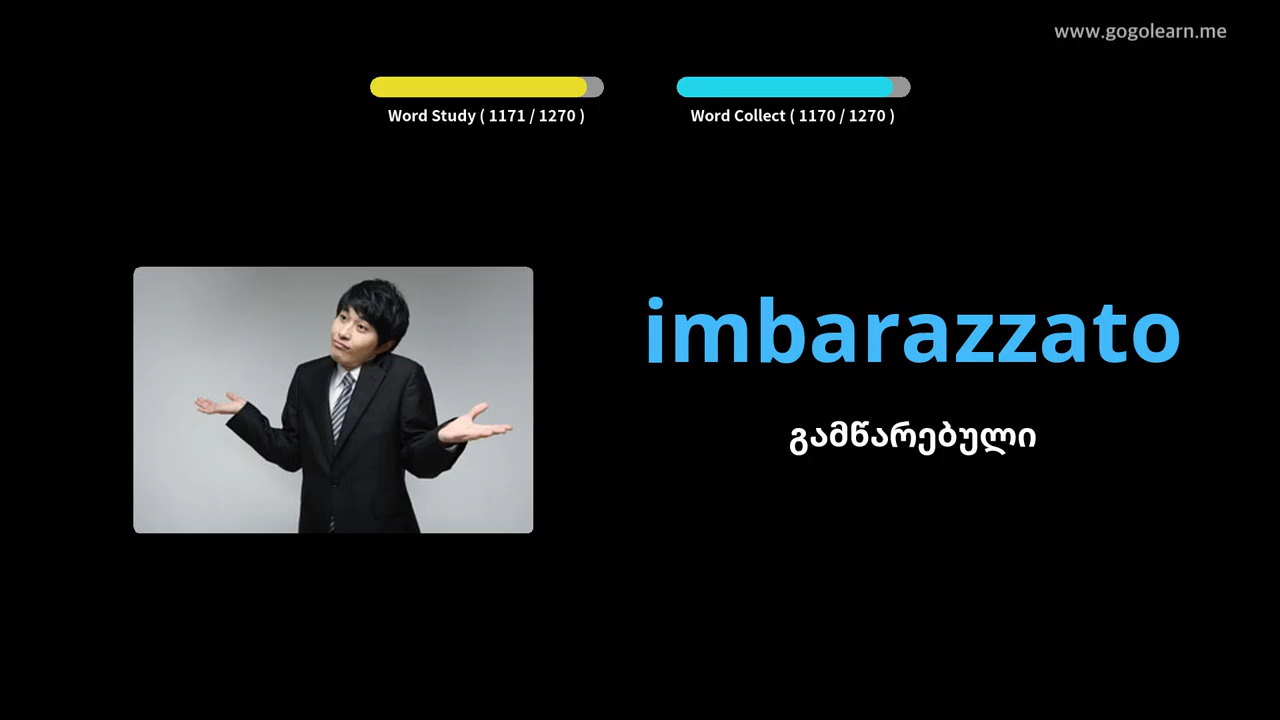 www.gogolearn.me
Word Study ( 1171 / 1270 )
Word Collect ( 1170 / 1270 )
imbarazzato
გამწარებული